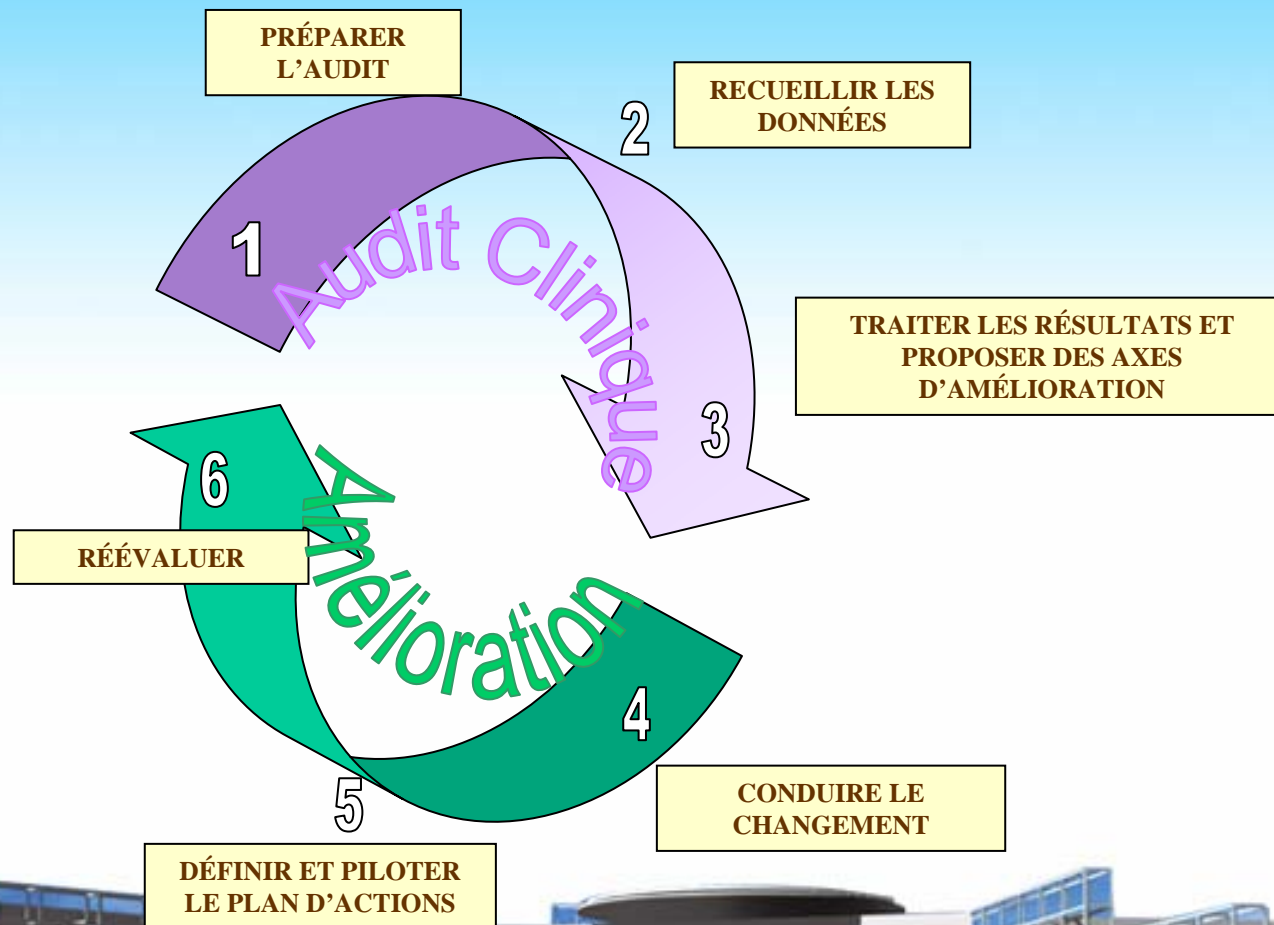 PRÉPARER
L’AUDIT
1
2
RECUEILLIR LES
DONNÉES
Audit Clinique
3
TRAITER LES RÉSULTATS ET
PROPOSER DES AXES
D’AMÉLIORATION
4
CONDUIRE LE
CHANGEMENT
5
DÉFINIR ET PILOTER
LE PLAN D’ACTIONS
6
RÉÉVALUER
Amélioration